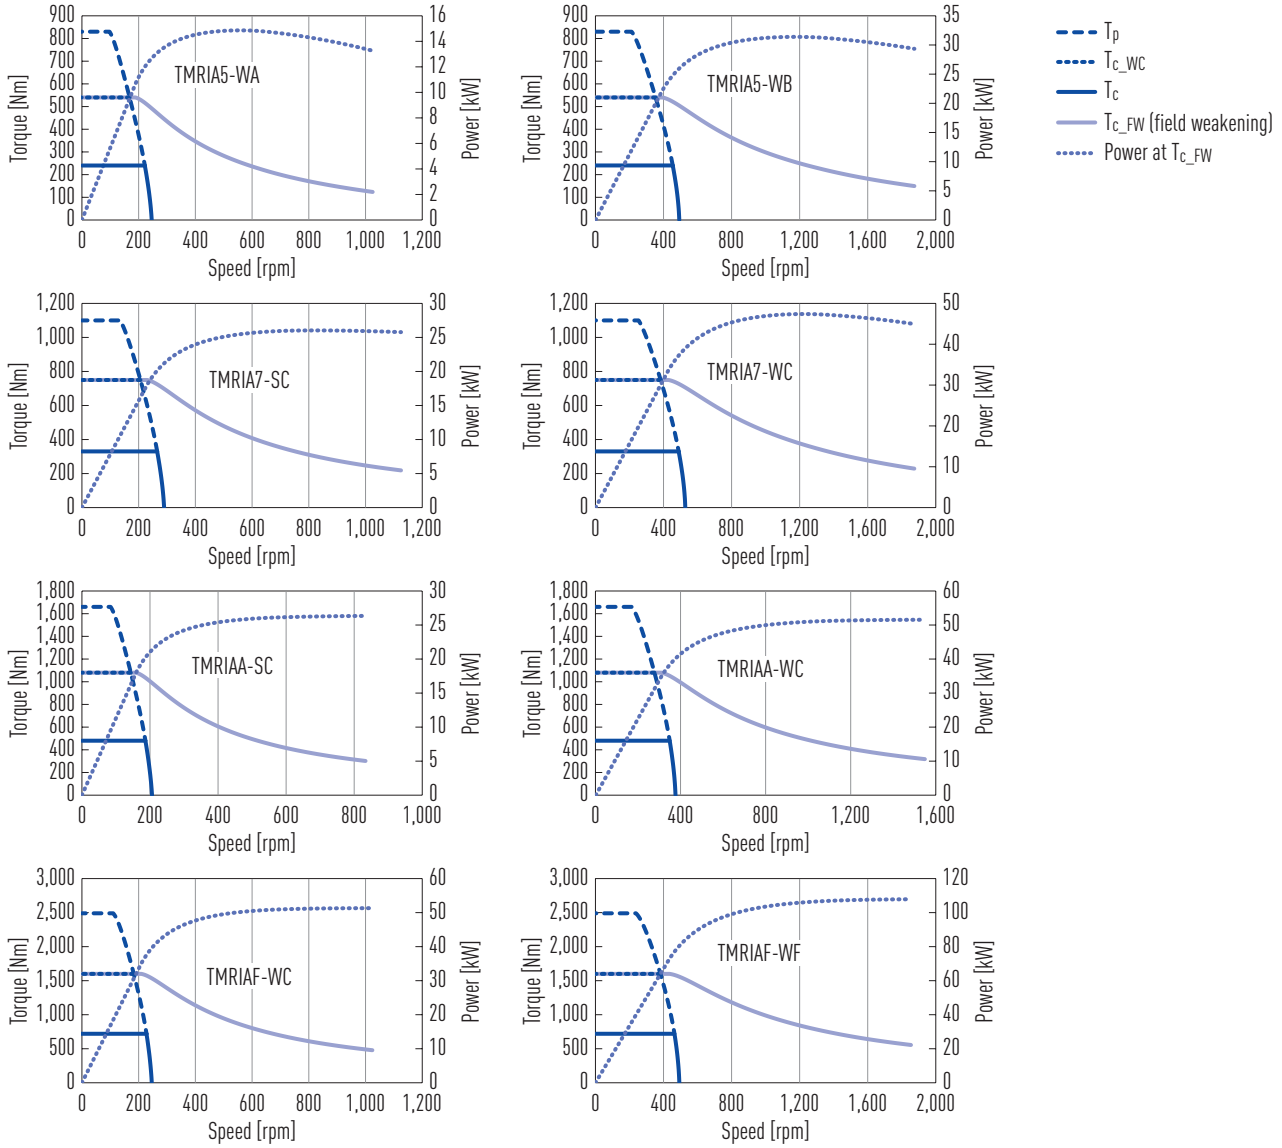 900
800
700
600
500
400
300
200
100
0
Torque [Nm]
16
14
12
10
8
6
4
2
0
Power [kW]
TMRIA5-WA
0 200 400 600 800 1,000 1,200
Speed [rpm]
900
800
700
600
500
400
300
200
100
0
Torque [Nm]
35
30
25
20
15
10
5
0
Power [kW]
TMRIA5-WB
0 400 800 1,200 1,600 2,000
Speed [rpm]
Tp
Tc_WC
Tc
Tc_FW (field weakening)
Power at Tc_FW
1,200
1,000
800
600
400
200
0
Torque [Nm]
30
25
20
15
10
5
0
Power [kW]
TMRIA7-SC
0 200 400 600 800 1,000 1,200
Speed [rpm]
1,200
1,000
800
600
400
200
0
Torque [Nm]
50
40
30
20
10
0
Power [kW]
TMRIA7-WC
0 400 800 1,200 1,600 2,000
Speed [rpm]
1,800
1,600
1,400
1,200
1,000
800
600
400
200
0
Torque [Nm]
30
25
20
15
10
5
0
Power [kW]
TMRIAA-SC
0 200 400 600 800 1,000
Speed [rpm]
1,800
1,600
1,400
1,200
1,000
800
600
400
200
0
Torque [Nm]
60
50
40
30
20
10
0
Power [kW]
TMRIAA-WC
0 400 800 1,200 1,600
Speed [rpm]
3,000
2,500
2,000
1,500
1,000
500
0
Torque [Nm]
60
50
40
30
20
10
0
Power [kW]
TMRIAF-WC
0 200 400 600 800 1,000 1,200
Speed [rpm]
3,000
2,500
2,000
1,500
1,000
500
0
Torque [Nm]
120
100
80
60
40
20
0
Power [kW]
TMRIAF-WF
0 400 800 1,200 1,600 2,000
Speed [rpm]